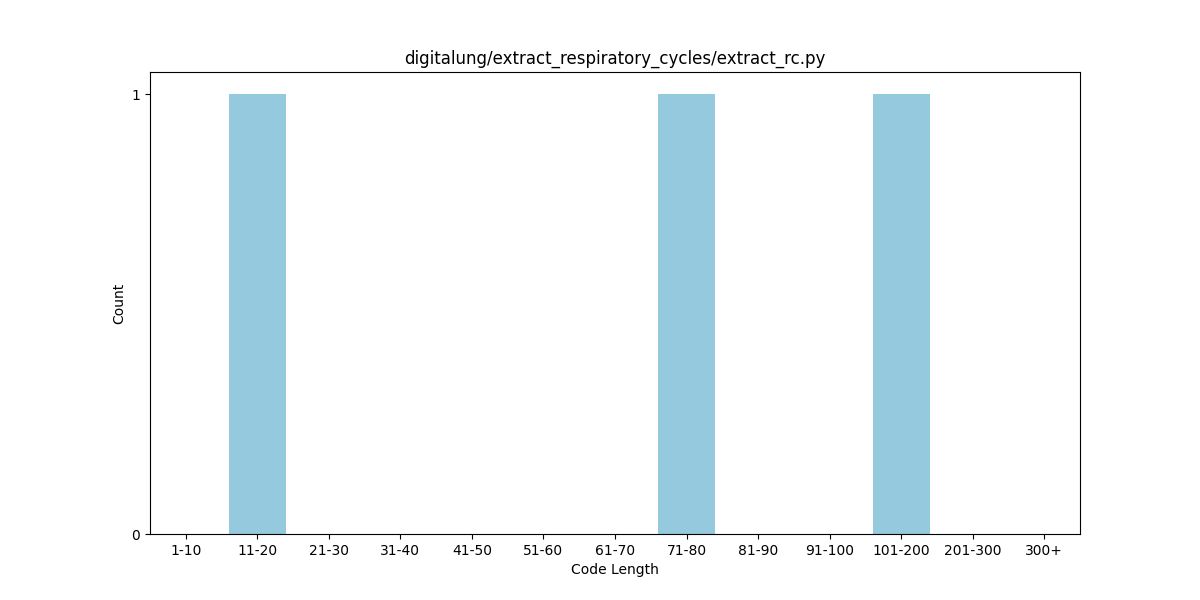 digitalung/extract_respiratory_cycles/extract_rc.py
1
Count
0
1-10 11-20 21-30 31-40 41-50 51-60 61-70 71-80 81-90 91-100 101-200 201-300 300+
Code Length